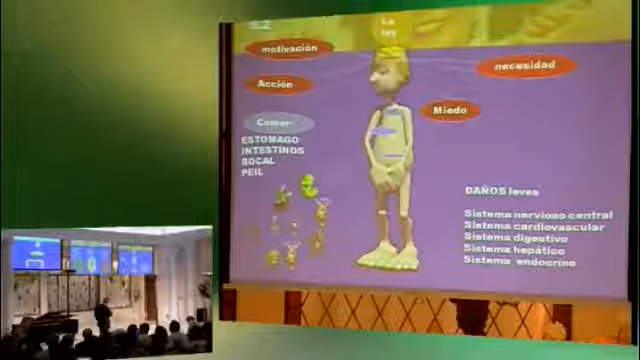 La
ley
motivación
necesidad
Acción
Miedo
Comer
ESTOMAGO
INTESTINOS
BOCAL
PEIL
DAÑOS leves
Sistema nervioso central
Sistema cardiovascular
Sistema digestivo
Sistema hepático
Sistema endocrine